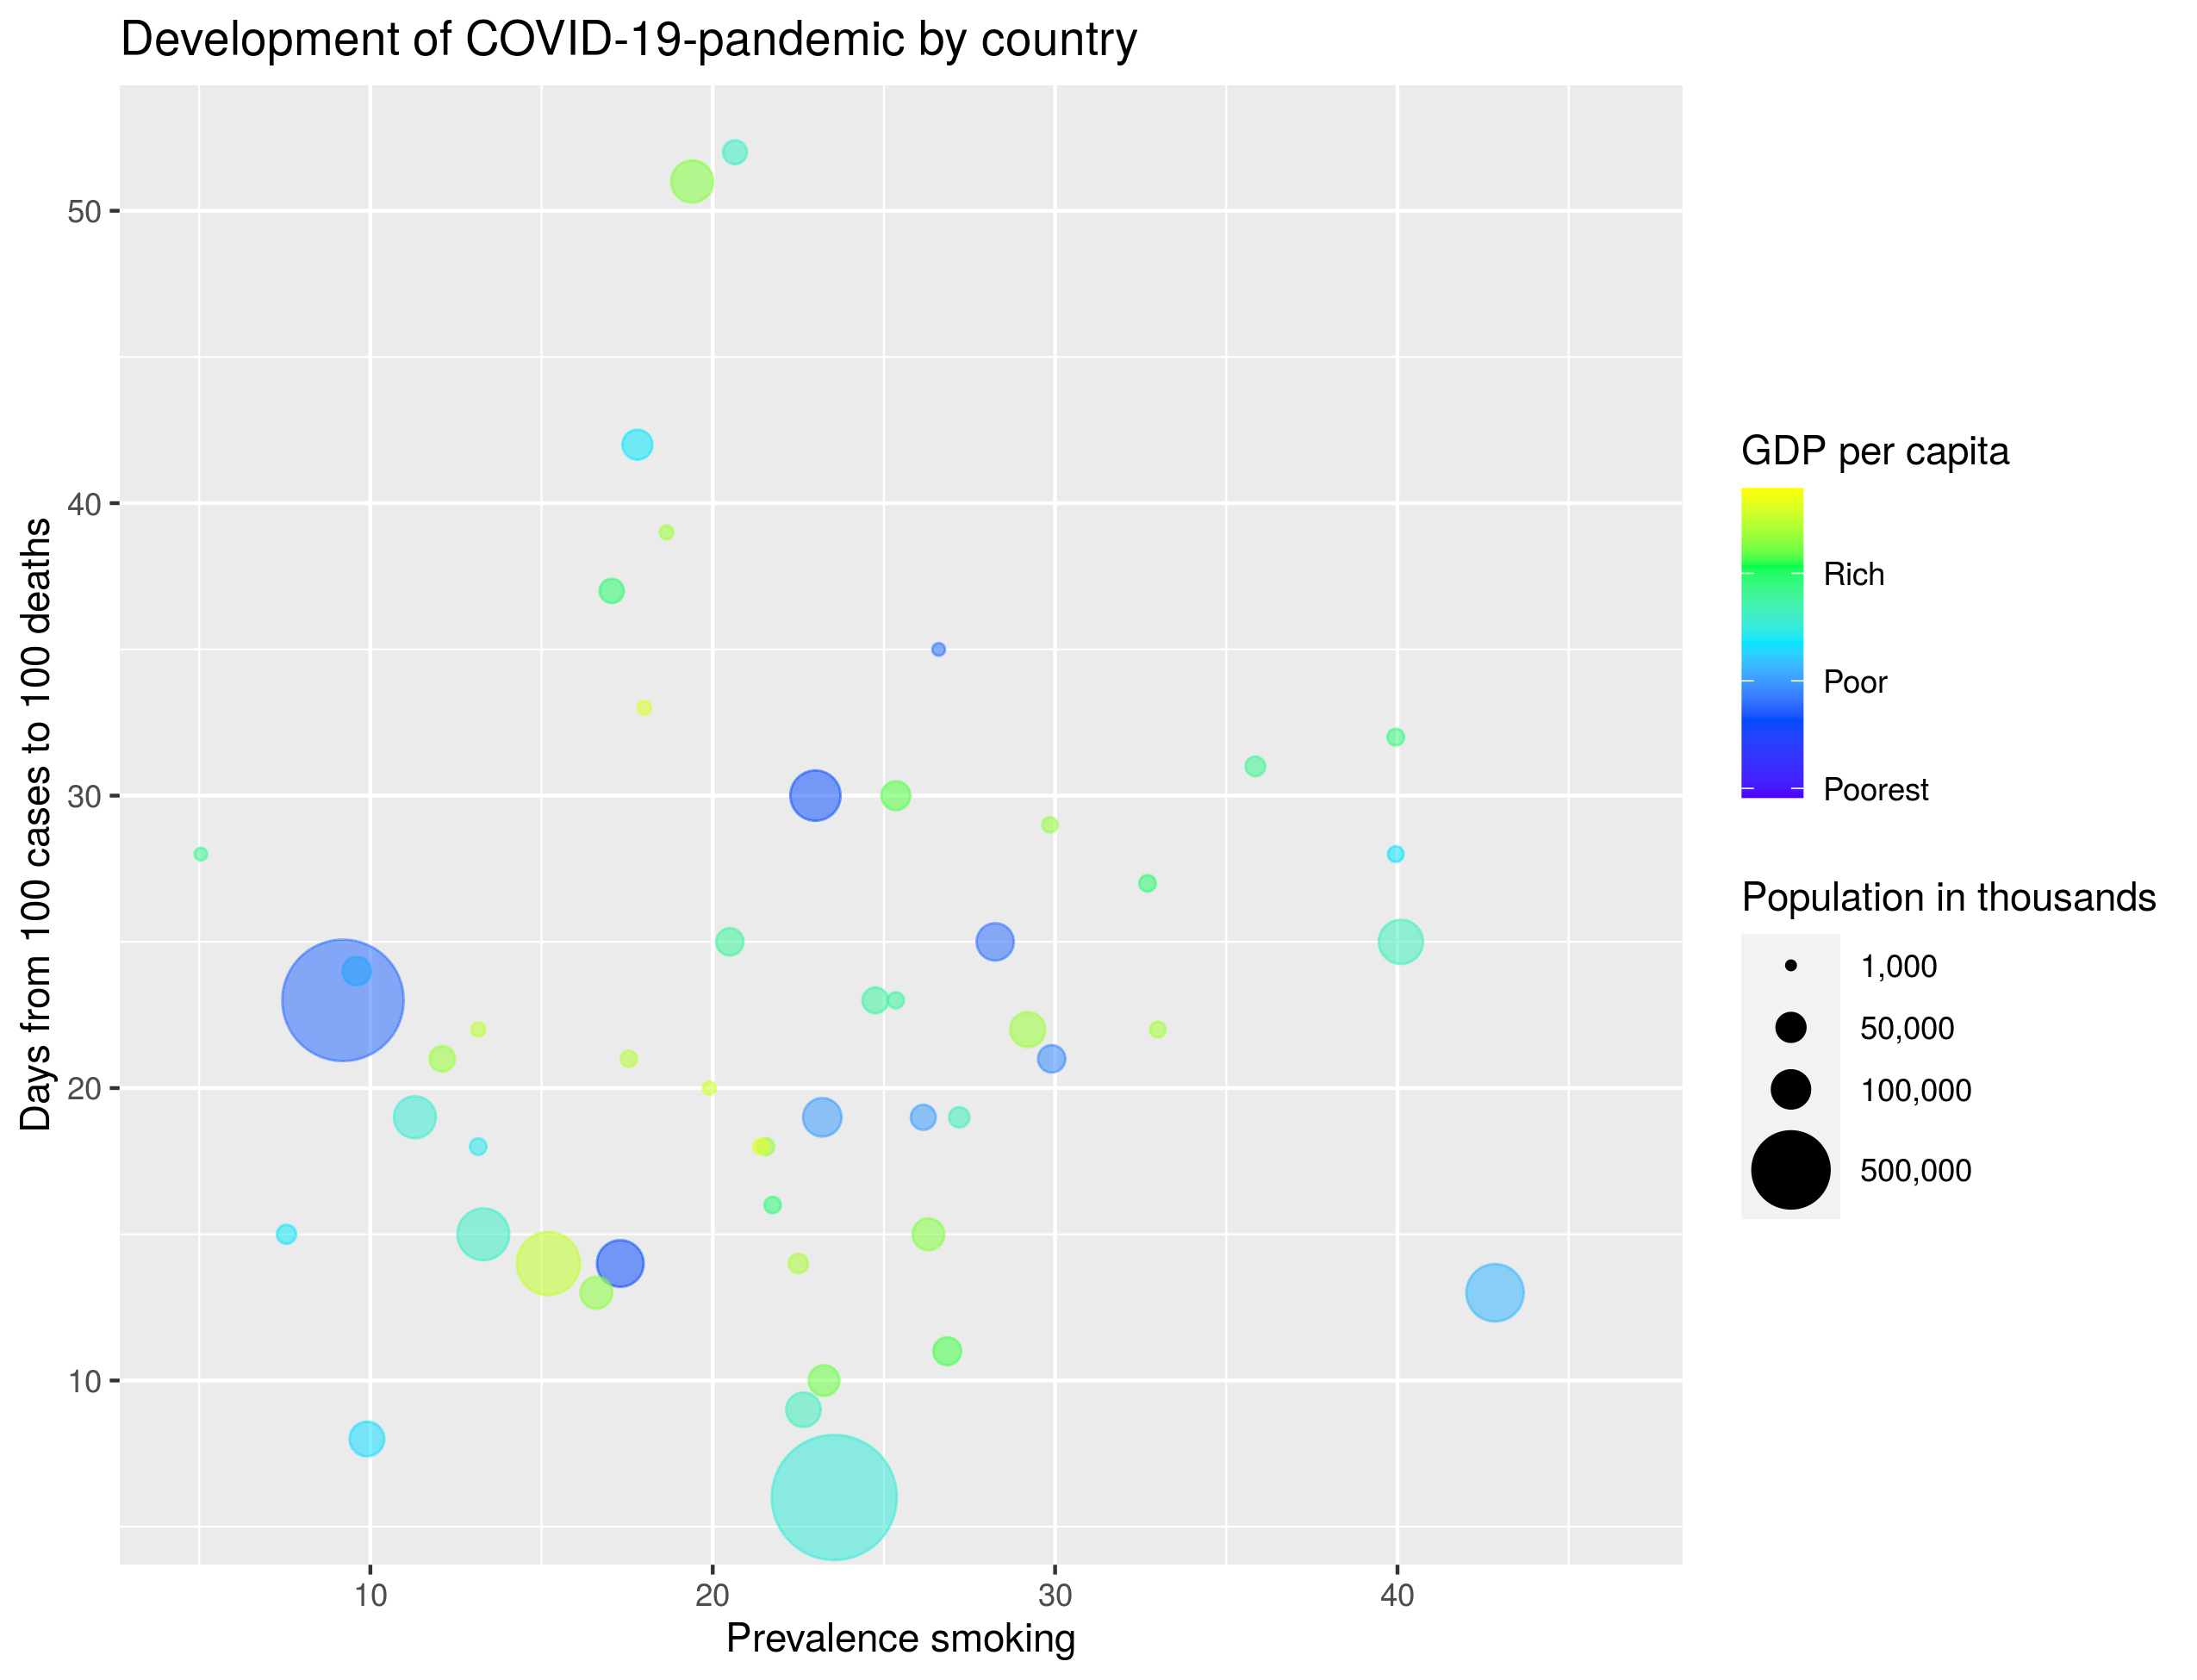 Development of COVID-19-pandemic by country
Days from 100 cases to 100 deaths
50
40
30
20
10
10
20
30
40
Prevalence smoking
GDP per capita
Rich
Poor
Poorest
Population in thousands
1,000
50,000
100,000
500,000